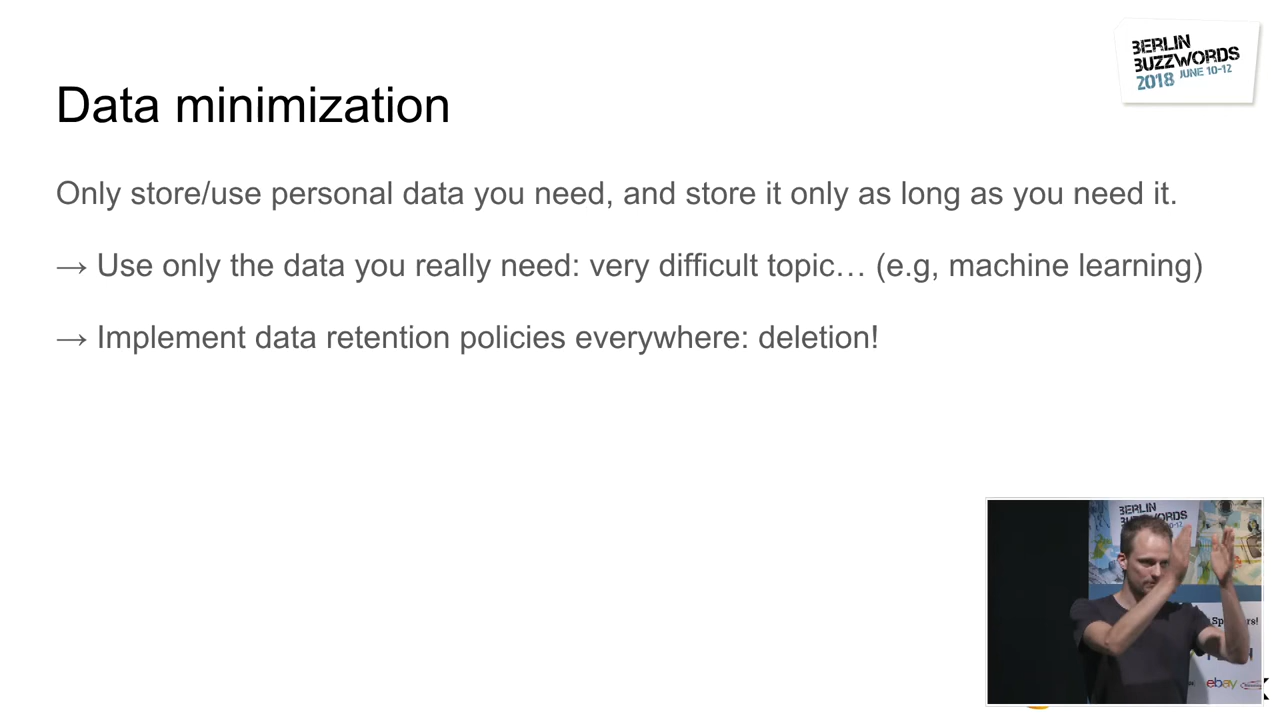 BERLIN
BUZZWORDS
2018 JUNE 10-12
Data minimization
Only store/use personal data you need, and store it only as long as you need it.
→ Use only the data you really need: very difficult topic… (e.g, machine learning)
→ Implement data retention policies everywhere: deletion!
BERLIN
ebay